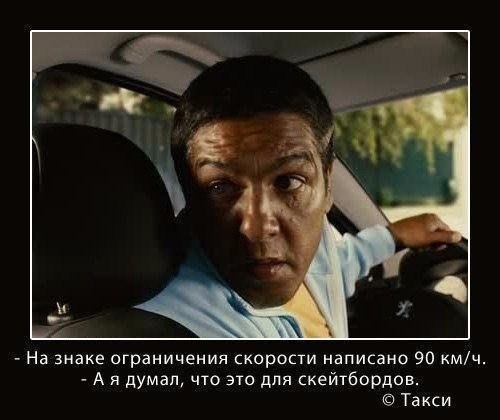 - На знаке ограничения скорости написано 90 км/ч.
- А я думал, что это для скейтбордов.
© Такси